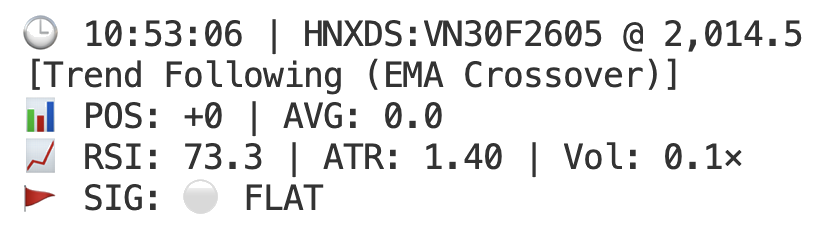 🕒 10:53:06 | HNXDS:VN30F2605 @ 2,014.5
[Trend Following (EMA Crossover)]
📊 POS: +0 | AVG: 0.0
📈 RSI: 73.3 | ATR: 1.40 | Vol: 0.1×
🚩 SIG: ⚪ FLAT